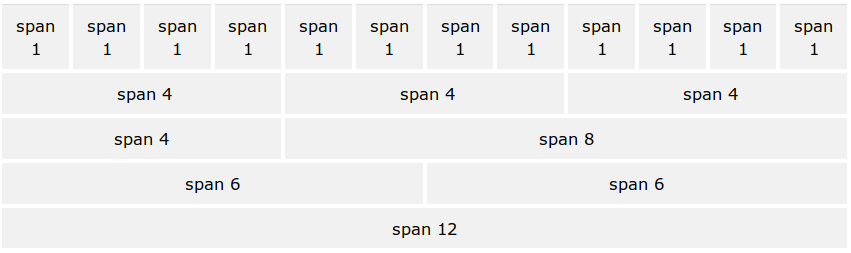 span span span span span span span span span span span span
1 1 1 1 1 1 1 1 1 1 1 1
span 4 span 4 span 4
span 4 span 8
span 6 span 6
span 12